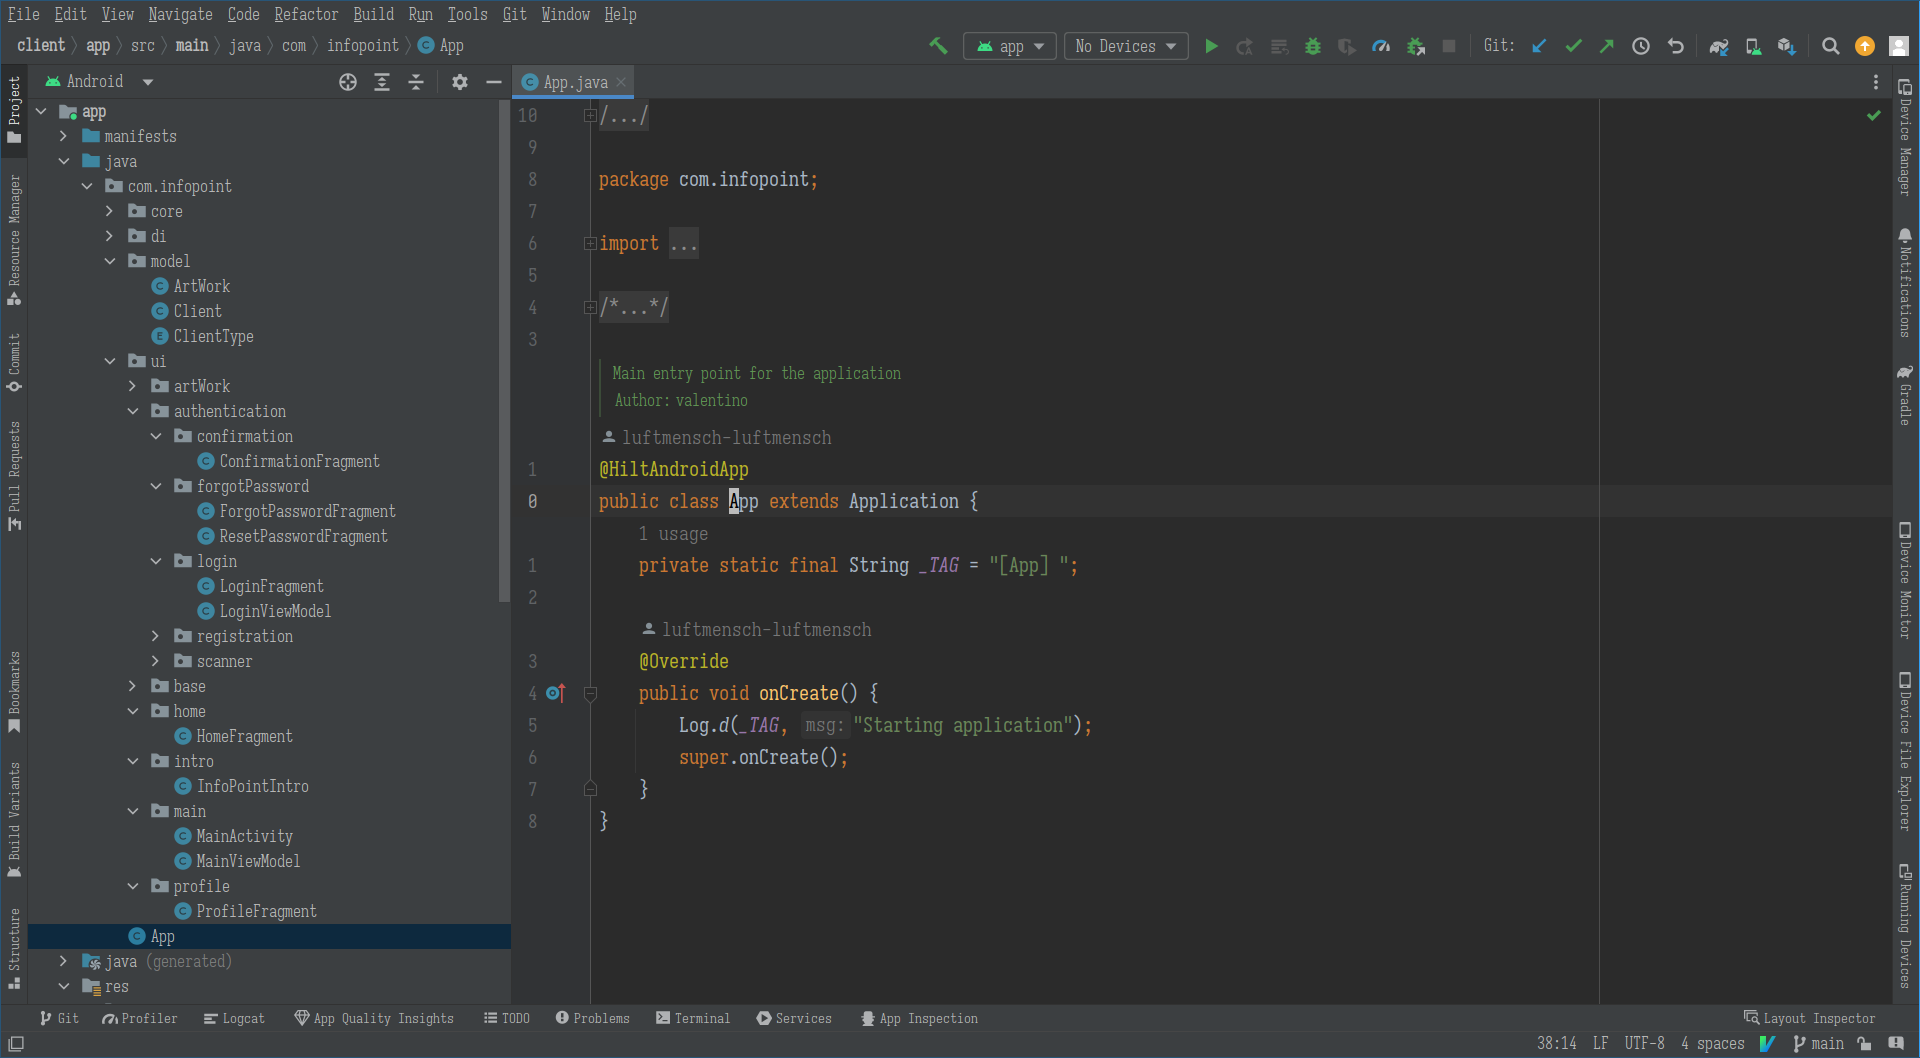 File Edit View Navigate Code Refactor Build Run Tools Git Window Help
client app src main java com infopoint App
app No Devices Git:
Project
Resource Manager
Commit
Pull Requests
Bookmarks
Build Variants
Structure
Android
app
manifests
java
com.infopoint
core
di
model
ArtWork
Client
ClientType
ui
artWork
authentication
confirmation
ConfirmationFragment
forgotPassword
ForgotPasswordFragment
ResetPasswordFragment
login
LoginFragment
LoginViewModel
registration
scanner
base
home
HomeFragment
intro
InfoPointIntro
main
MainActivity
MainViewModel
profile
ProfileFragment
App
java (generated)
res
App.java
10 /.../
9
8 package com.infopoint;
7
6 import ...
5
4 /*...*/
3
Main entry point for the application
Author: valentino
luftmensch-luftmensch
1 @HiltAndroidApp
0 public class App extends Application {
1 usage
1 private static final String _TAG = "[App] ";
2
luftmensch-luftmensch
3 @Override
4 public void onCreate() {
5 Log.d(_TAG, msg: "Starting application");
6 super.onCreate();
7 }
8 }
Device Manager
Notifications
Gradle
Device Monitor
Device File Explorer
Running Devices
Git Profiler Logcat App Quality Insights TODO Problems Terminal Services App Inspection Layout Inspector
38:14 LF UTF-8 4 spaces main